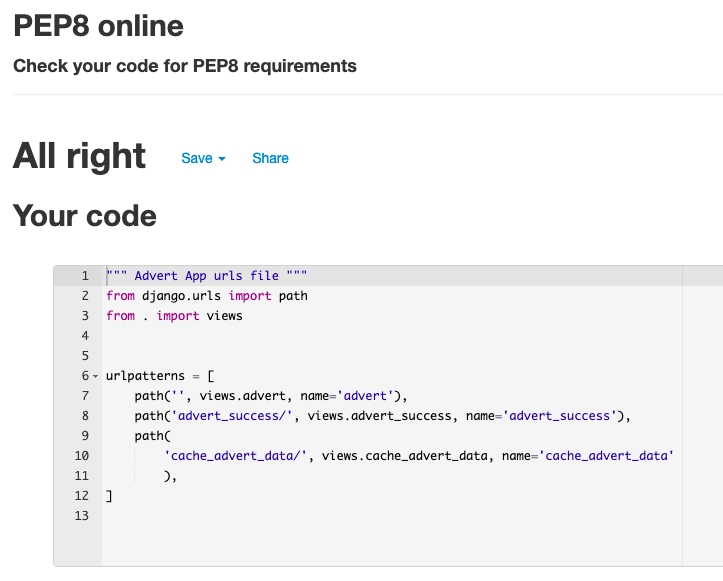 PEP8 online
Check your code for PEP8 requirements
All right Save Share
Your code
1 """ Advert App urls file """
2 from django.urls import path
3 from . import views
4
5
6 urlpatterns = [
7     path('', views.advert, name='advert'),
8     path('advert_success/', views.advert_success, name='advert_success'),
9     path(
10         'cache_advert_data/', views.cache_advert_data, name='cache_advert_data'
11         ),
12 ]
13